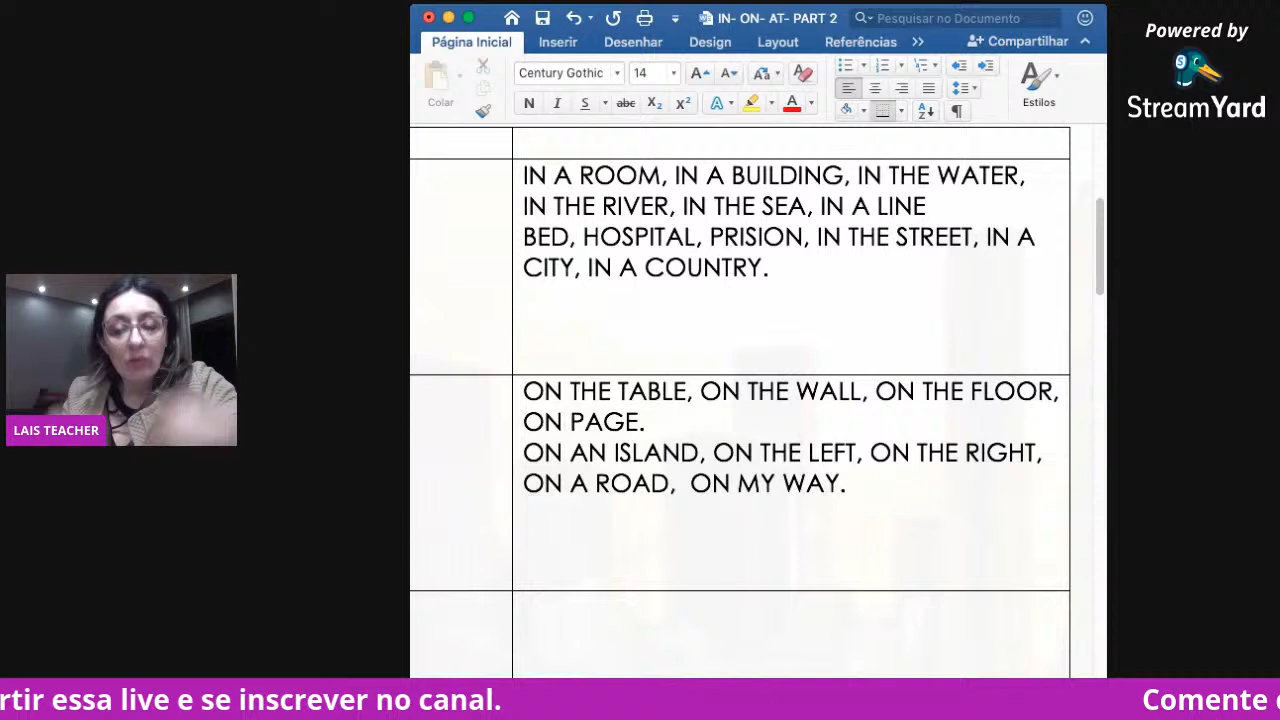 IN- ON- AT- PART 2
Pesquisar no Documento
Página Inicial
Inserir
Desenhar
Design
Layout
Referências
Compartilhar
Colar
Century Gothic
14
N
I
S
abc
X₂
X²
A
A
Estilos
IN A ROOM, IN A BUILDING, IN THE WATER,
IN THE RIVER, IN THE SEA, IN A LINE
BED, HOSPITAL, PRISION, IN THE STREET, IN A
CITY, IN A COUNTRY.
ON THE TABLE, ON THE WALL, ON THE FLOOR,
ON PAGE.
ON AN ISLAND, ON THE LEFT, ON THE RIGHT,
ON A ROAD,  ON MY WAY.
Powered by
StreamYard
LAIS TEACHER
rtir essa live e se inscrever no canal.
Comente